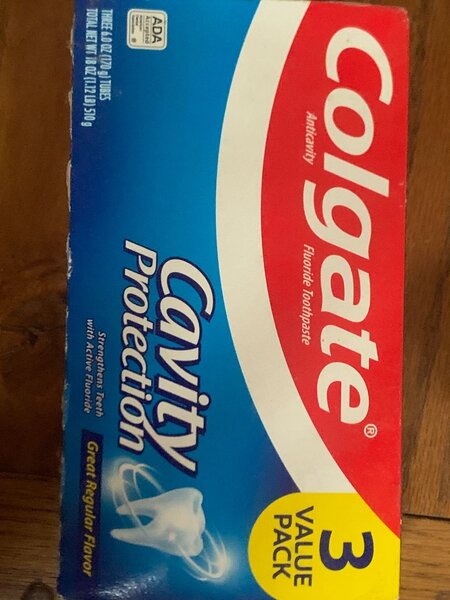 Colgate®
Anticavity Fluoride Toothpaste
3
VALUE
PACK
Cavity
Protection
Strengthens Teeth
with Active Fluoride
Great Regular Flavor
ADA
Accepted
THREE 6.0 OZ (170 g) TUBES
TOTAL NET WT 18 OZ (1.12 LB) 510 g